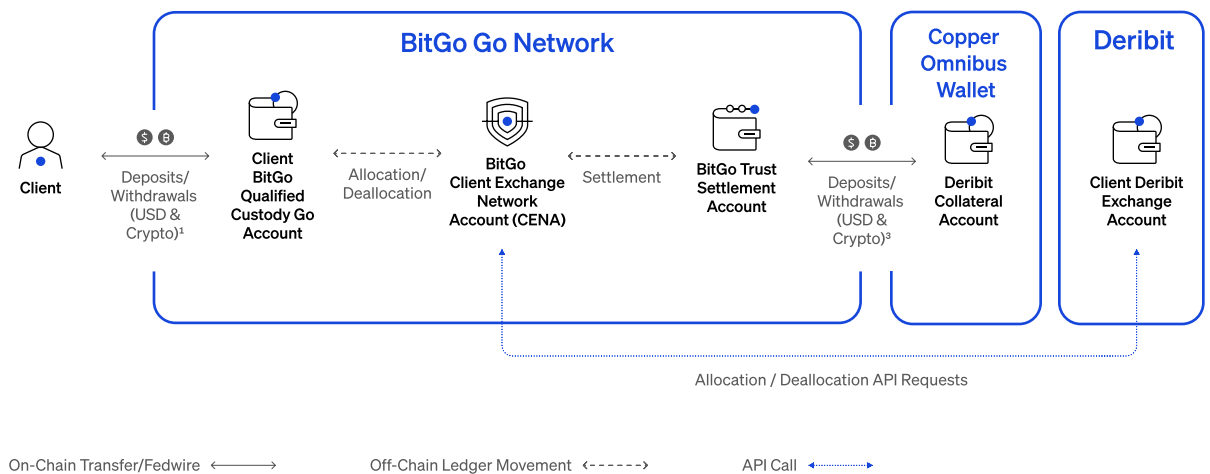 BitGo Go Network
Copper
Omnibus
Wallet
Deribit
Client
Deposits/
Withdrawals
(USD &
Crypto)¹
Client
BitGo
Qualified
Custody Go
Account
Allocation/
Deallocation
BitGo
Client Exchange
Network
Account (CENA)
Settlement
BitGo Trust
Settlement
Account
Deposits/
Withdrawals
(USD &
Crypto)³
Deribit
Collateral
Account
Client Deribit
Exchange
Account
Allocation / Deallocation API Requests
On-Chain Transfer/Fedwire
Off-Chain Ledger Movement
API Call